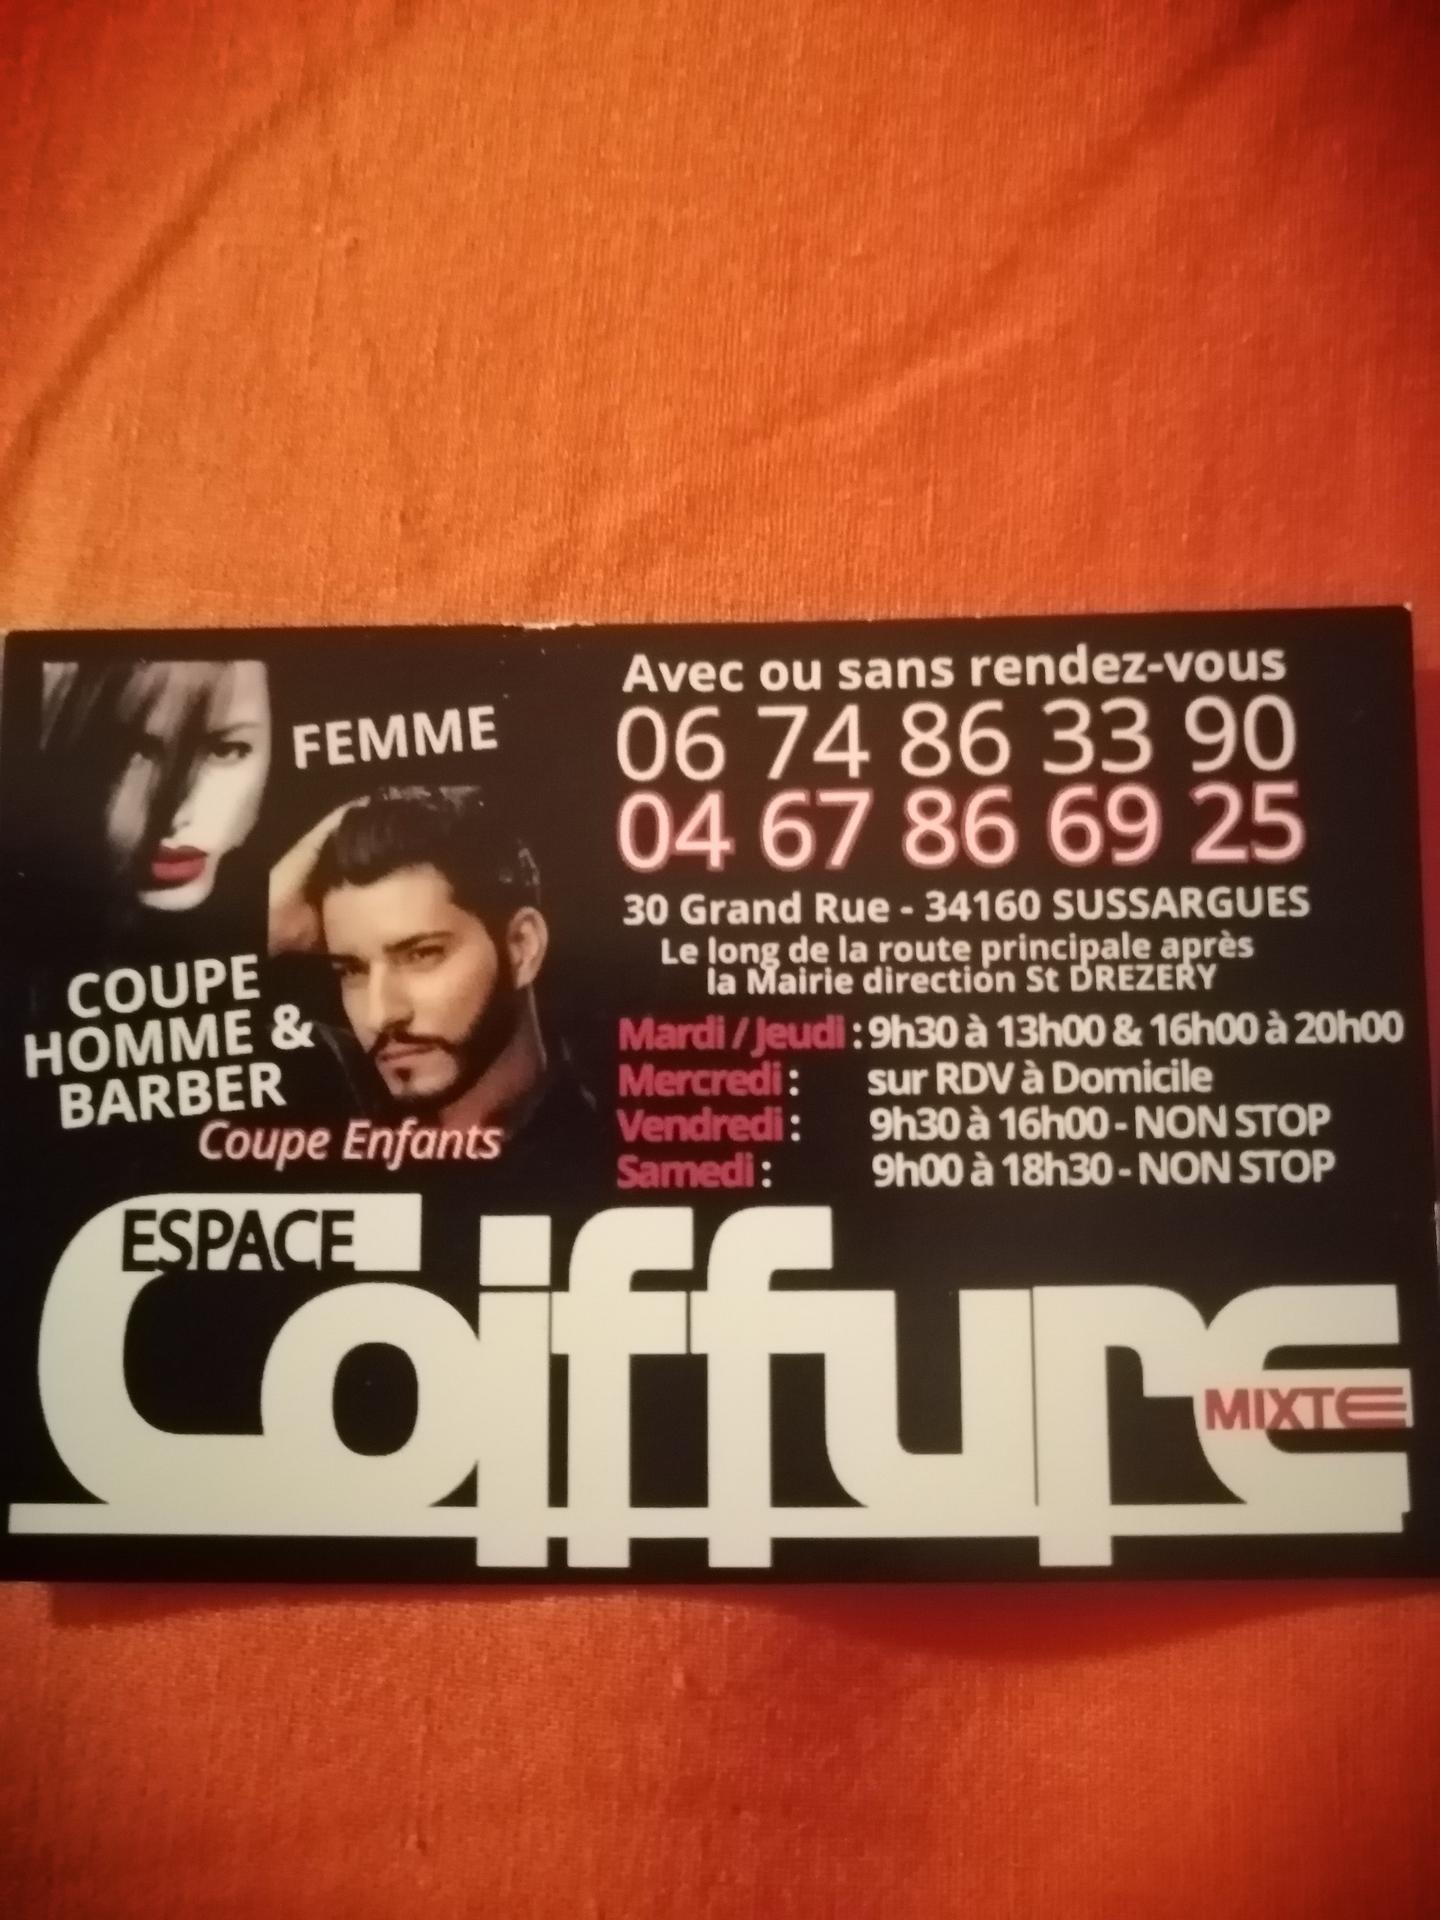 FEMME
COUPE
HOMME &
BARBER
Coupe Enfants
Avec ou sans rendez-vous
06 74 86 33 90
04 67 86 69 25
30 Grand Rue - 34160 SUSSARGUES
Le long de la route principale après
la Mairie direction St DREZERY
Mardi / Jeudi : 9h30 à 13h00 & 16h00 à 20h00
Mercredi : sur RDV à Domicile
Vendredi : 9h30 à 16h00 - NON STOP
Samedi : 9h00 à 18h30 - NON STOP
ESPACE
Coiffure
MIXTE